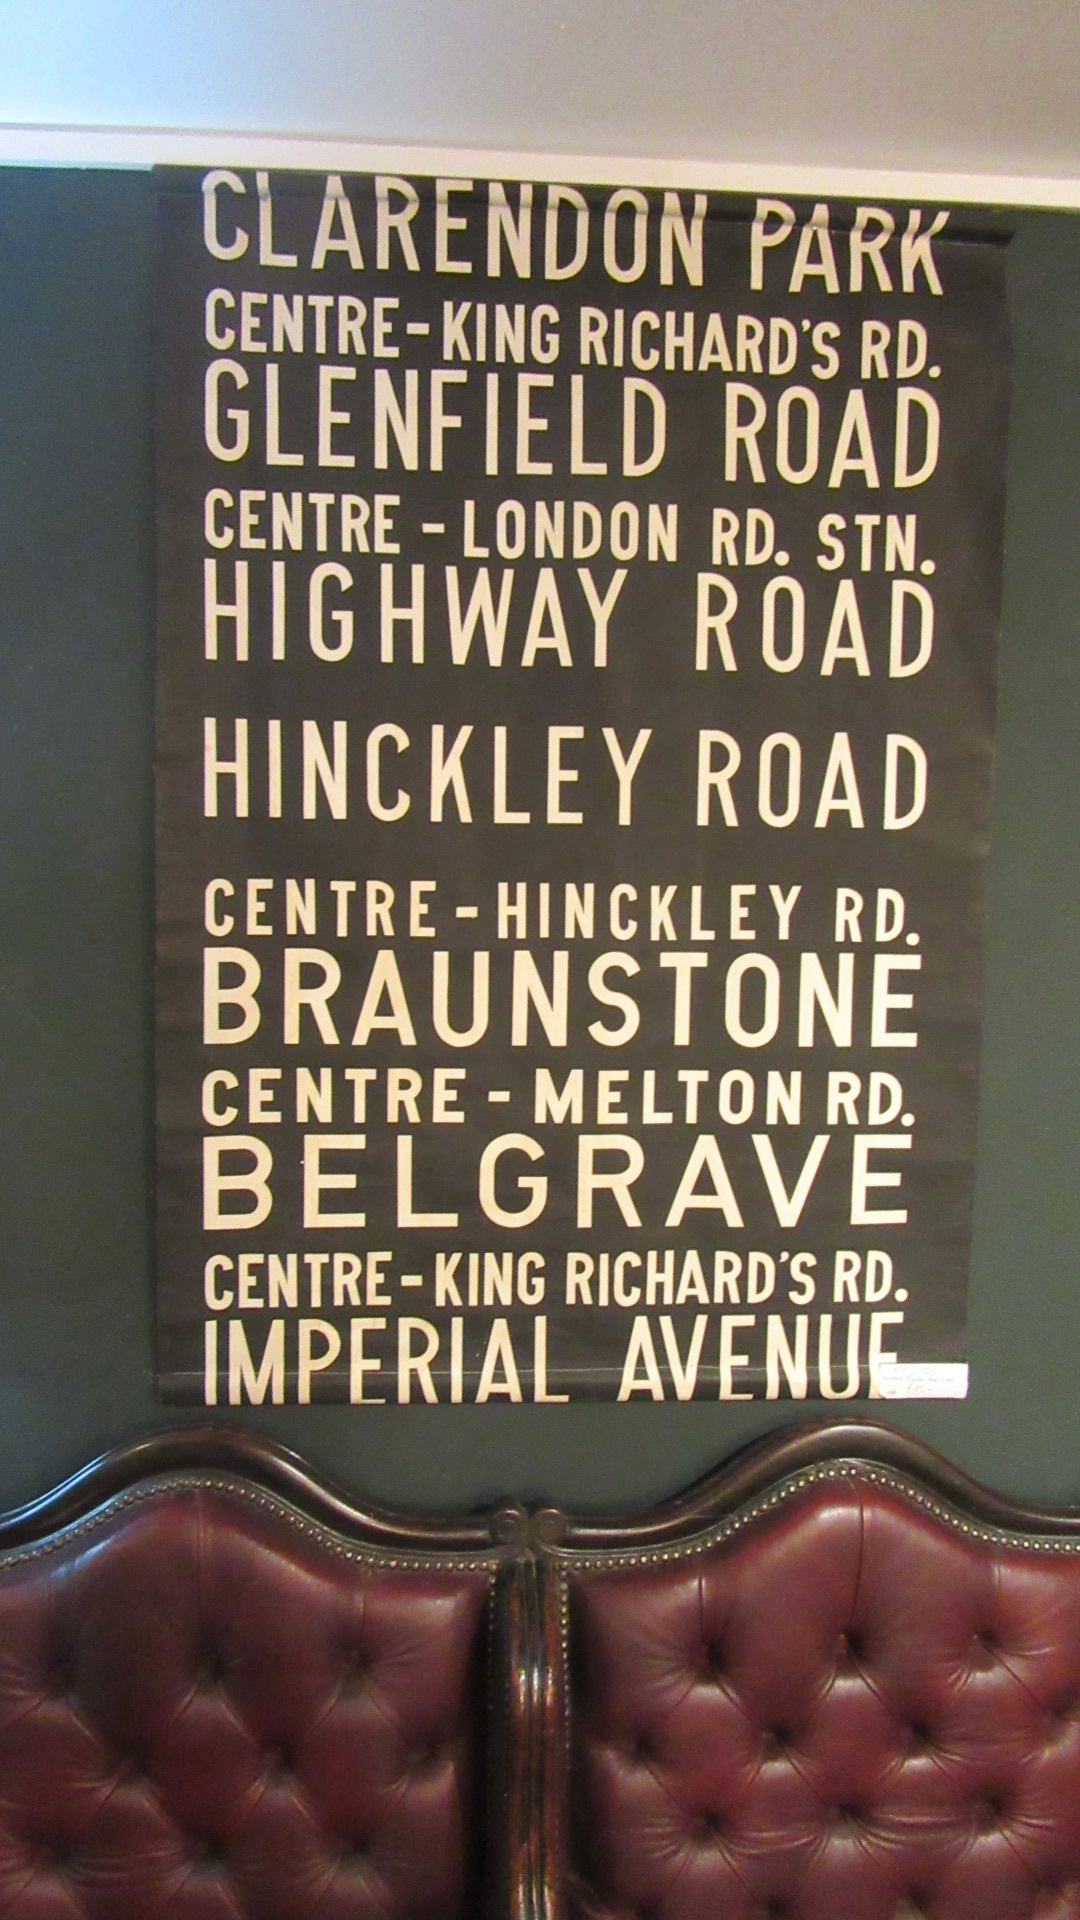 CLARENDON PARK
CENTRE-KING RICHARD'S RD.
GLENFIELD ROAD
CENTRE - LONDON RD. STN.
HIGHWAY ROAD
HINCKLEY ROAD
CENTRE - HINCKLEY RD.
BRAUNSTONE
CENTRE - MELTON RD.
BELGRAVE
CENTRE-KING RICHARD'S RD.
IMPERIAL AVENUE